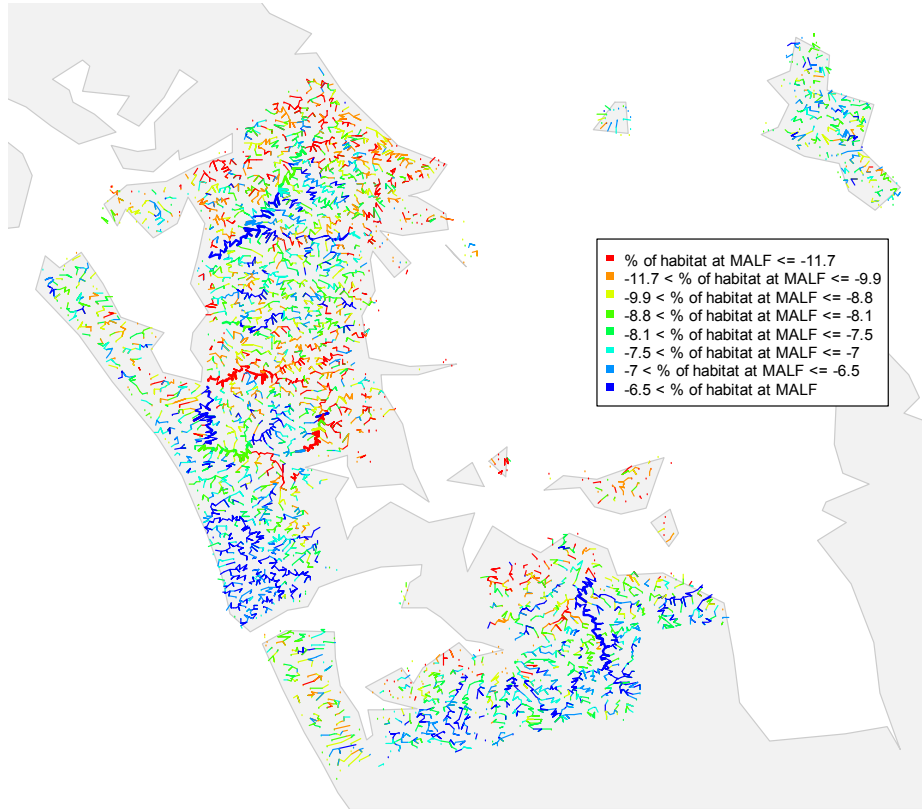 % of habitat at MALF <= -11.7
-11.7 < % of habitat at MALF <= -9.9
-9.9 < % of habitat at MALF <= -8.8
-8.8 < % of habitat at MALF <= -8.1
-8.1 < % of habitat at MALF <= -7.5
-7.5 < % of habitat at MALF <= -7
-7 < % of habitat at MALF <= -6.5
-6.5 < % of habitat at MALF